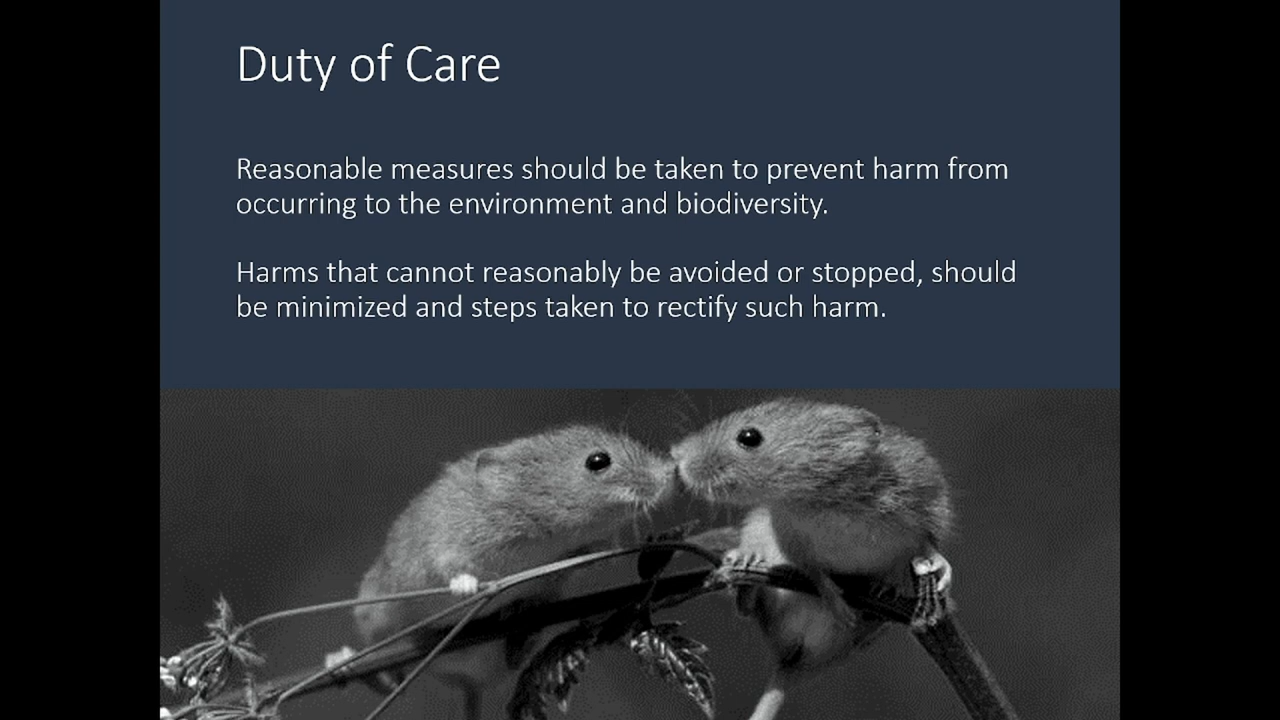 Duty of Care
Reasonable measures should be taken to prevent harm from
occurring to the environment and biodiversity.
Harms that cannot reasonably be avoided or stopped, should
be minimized and steps taken to rectify such harm.